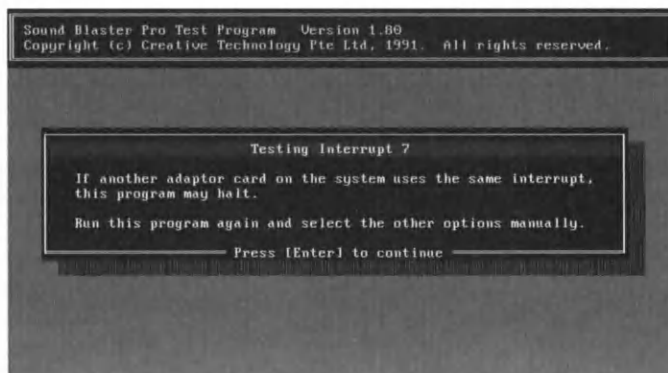 Sound Blaster Pro Test Program   Version 1.80
Copyright (c) Creative Technology Pte Ltd, 1991.  All rights reserved.
Testing Interrupt 7
If another adaptor card on the system uses the same interrupt,
this program may halt.
Run this program again and select the other options manually.
Press [Enter] to continue